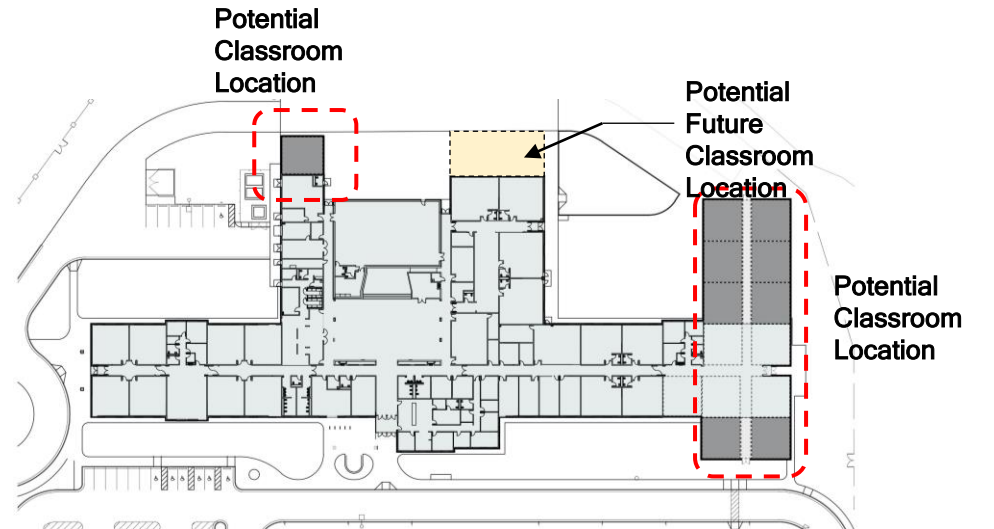 Potential
Classroom
Location
Potential
Future
Classroom
Location
Potential
Classroom
Location